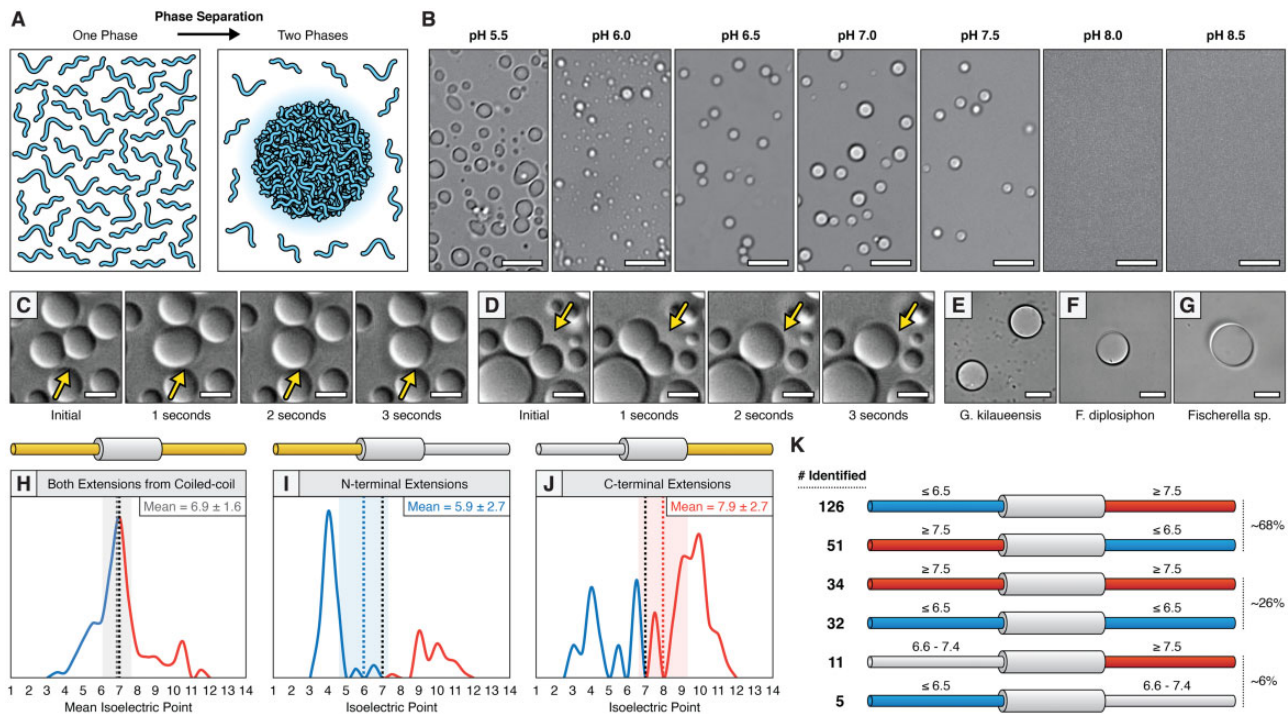 A
Phase Separation
One Phase
Two Phases
B
pH 5.5
pH 6.0
pH 6.5
pH 7.0
pH 7.5
pH 8.0
pH 8.5
C
Initial
1 seconds
2 seconds
3 seconds
D
Initial
1 seconds
2 seconds
3 seconds
E
G. kilaueensis
F
F. diplosiphon
G
Fischerella sp.
H
Both Extensions from Coiled-coil
Mean = 6.9 ± 1.6
1 2 3 4 5 6 7 8 9 10 11 12 13 14
Mean Isoelectric Point
I
N-terminal Extensions
Mean = 5.9 ± 2.7
1 2 3 4 5 6 7 8 9 10 11 12 13 14
Isoelectric Point
J
C-terminal Extensions
Mean = 7.9 ± 2.7
1 2 3 4 5 6 7 8 9 10 11 12 13 14
Isoelectric Point
K
# Identified
126
≤ 6.5
≥ 7.5
51
≥ 7.5
≤ 6.5
~68%
34
≥ 7.5
≥ 7.5
32
≤ 6.5
≤ 6.5
~26%
11
6.6 - 7.4
≥ 7.5
5
≤ 6.5
6.6 - 7.4
~6%